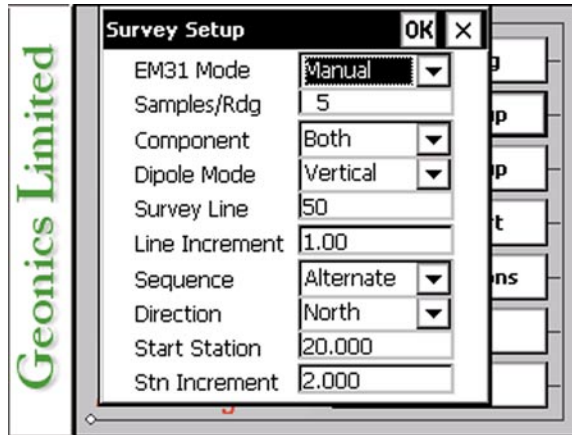 Geonics Limited
Survey Setup OK ×
EM31 Mode Manual
Samples/Rdg 5
Component Both
Dipole Mode Vertical
Survey Line 50
Line Increment 1.00
Sequence Alternate
Direction North
Start Station 20.000
Stn Increment 2.000